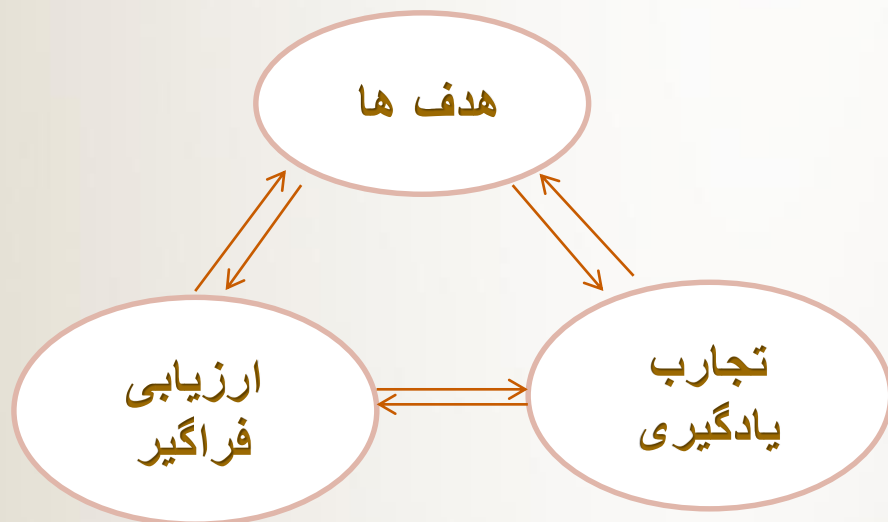 هدف ها
تجارب
یادگیری
ارزیابی
فراگیر